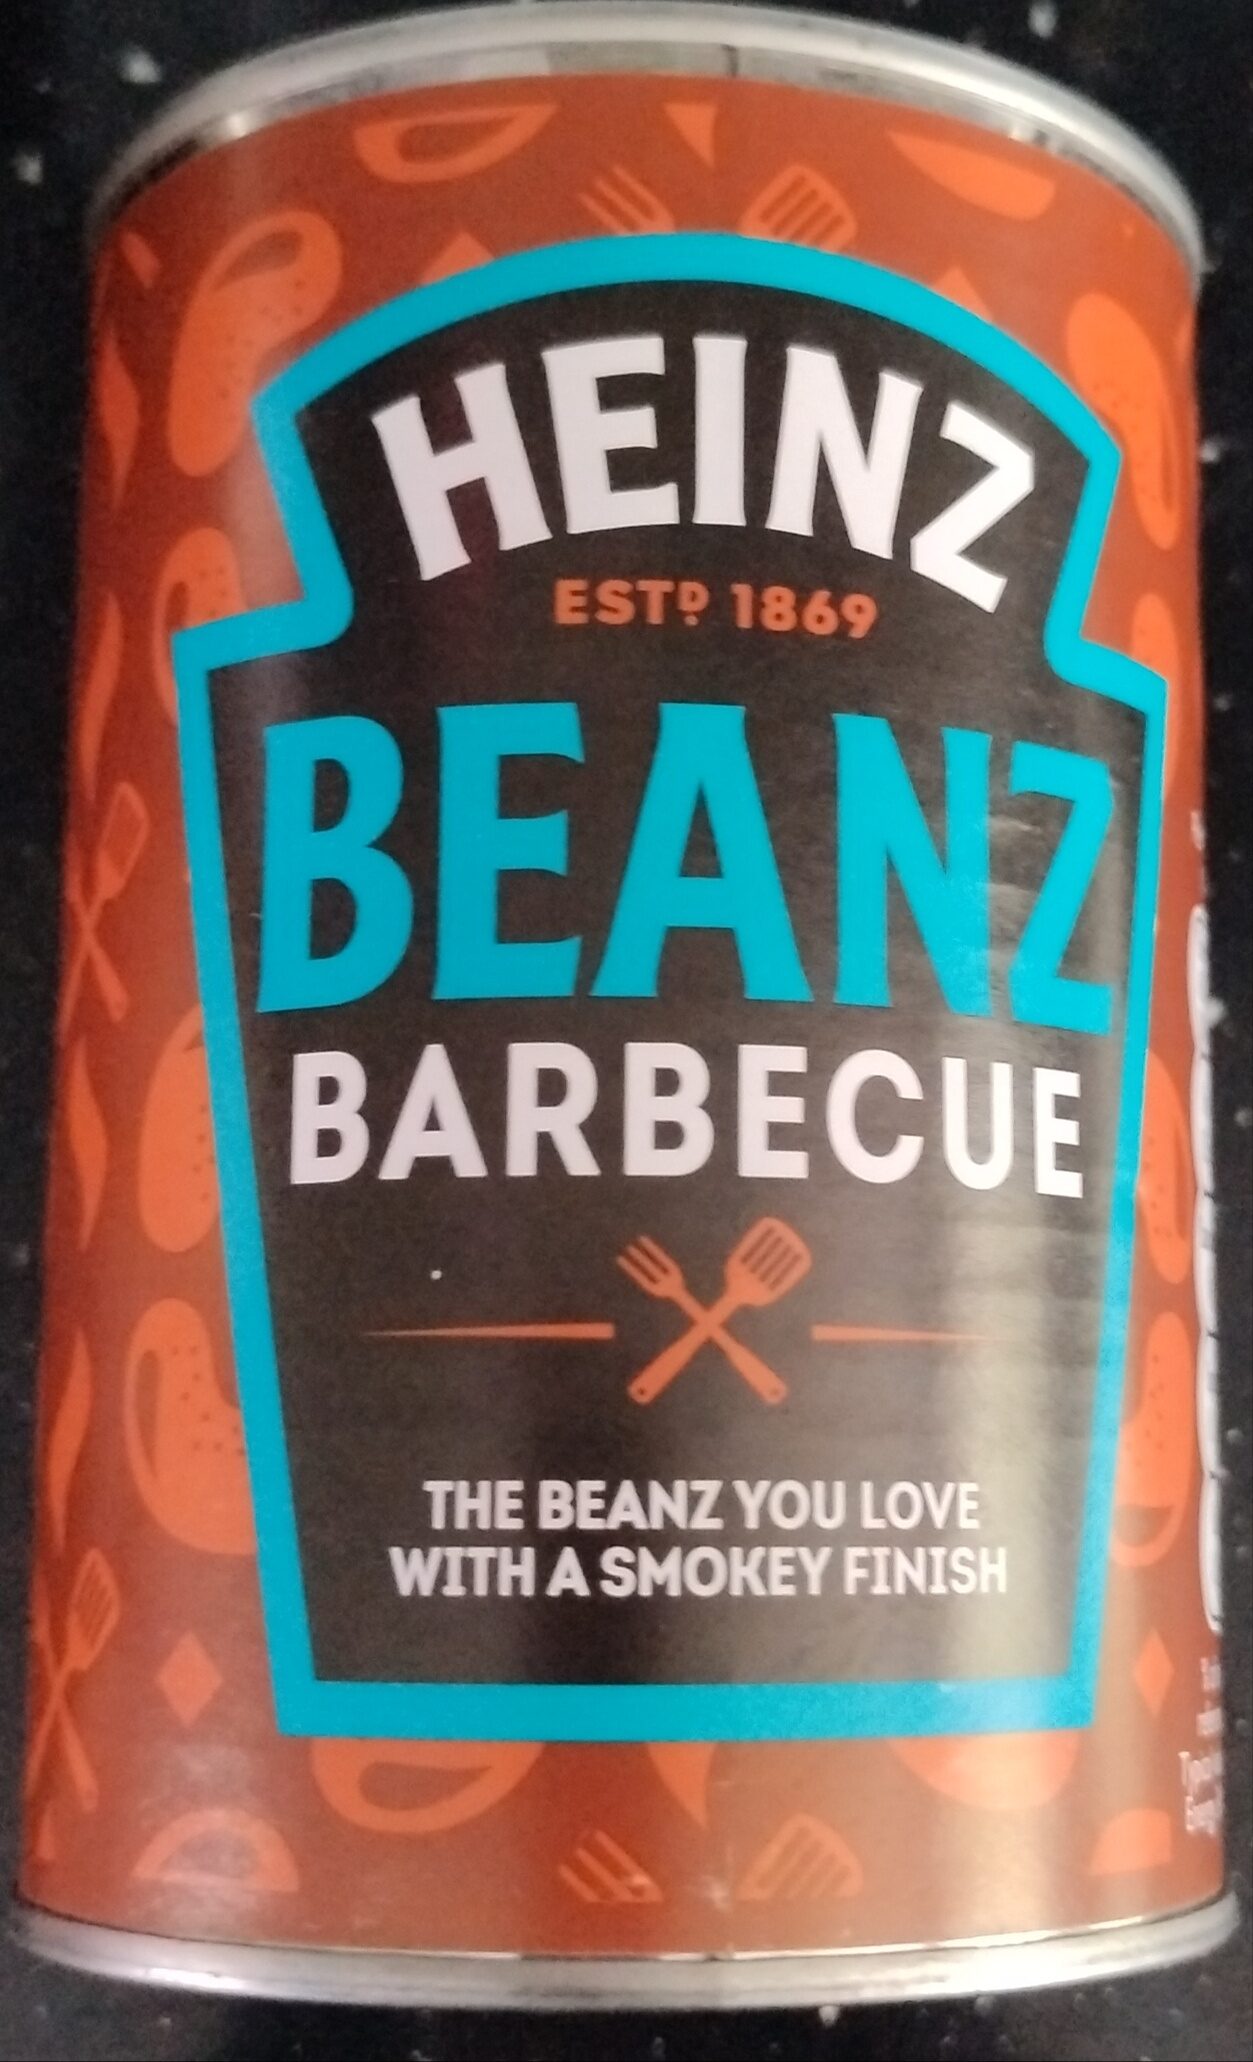 HEINZ
ESTD. 1869
BEANZ
BARBECUE
THE BEANZ YOU LOVE
WITH A SMOKEY FINISH